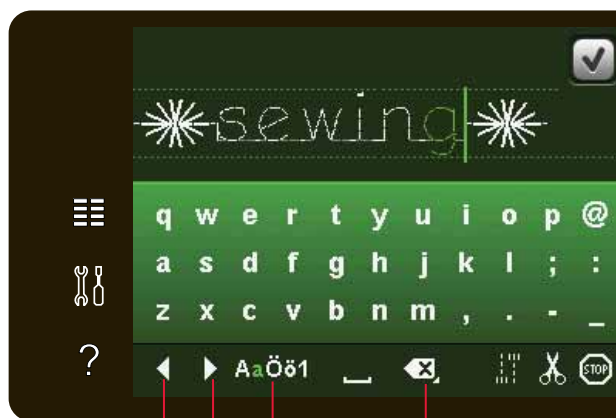 sewing
q w e r t y u i o p @
a s d f g h j k l ; :
z x c v b n m , . - _
?
AaÖö1
STOP